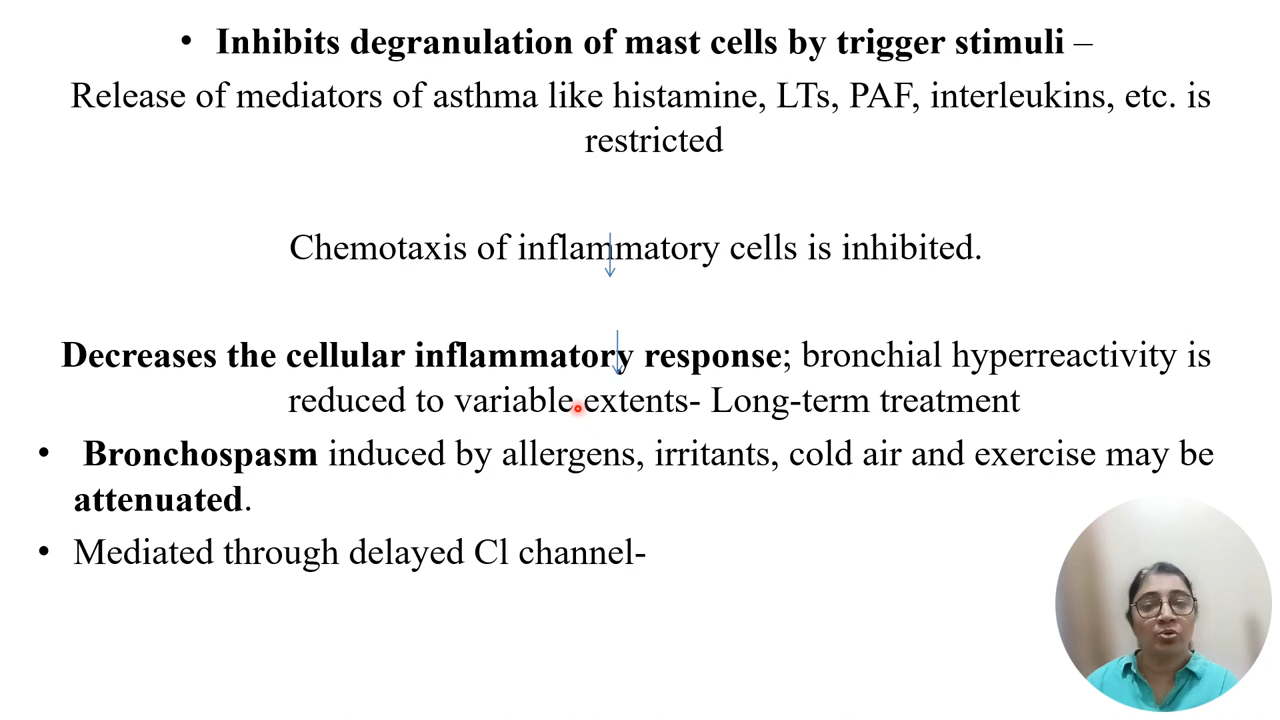 • Inhibits degranulation of mast cells by trigger stimuli –
Release of mediators of asthma like histamine, LTs, PAF, interleukins, etc. is
restricted
Chemotaxis of inflammatory cells is inhibited.
Decreases the cellular inflammatory response; bronchial hyperreactivity is
reduced to variable extents- Long-term treatment
• Bronchospasm induced by allergens, irritants, cold air and exercise may be
attenuated.
• Mediated through delayed Cl channel-